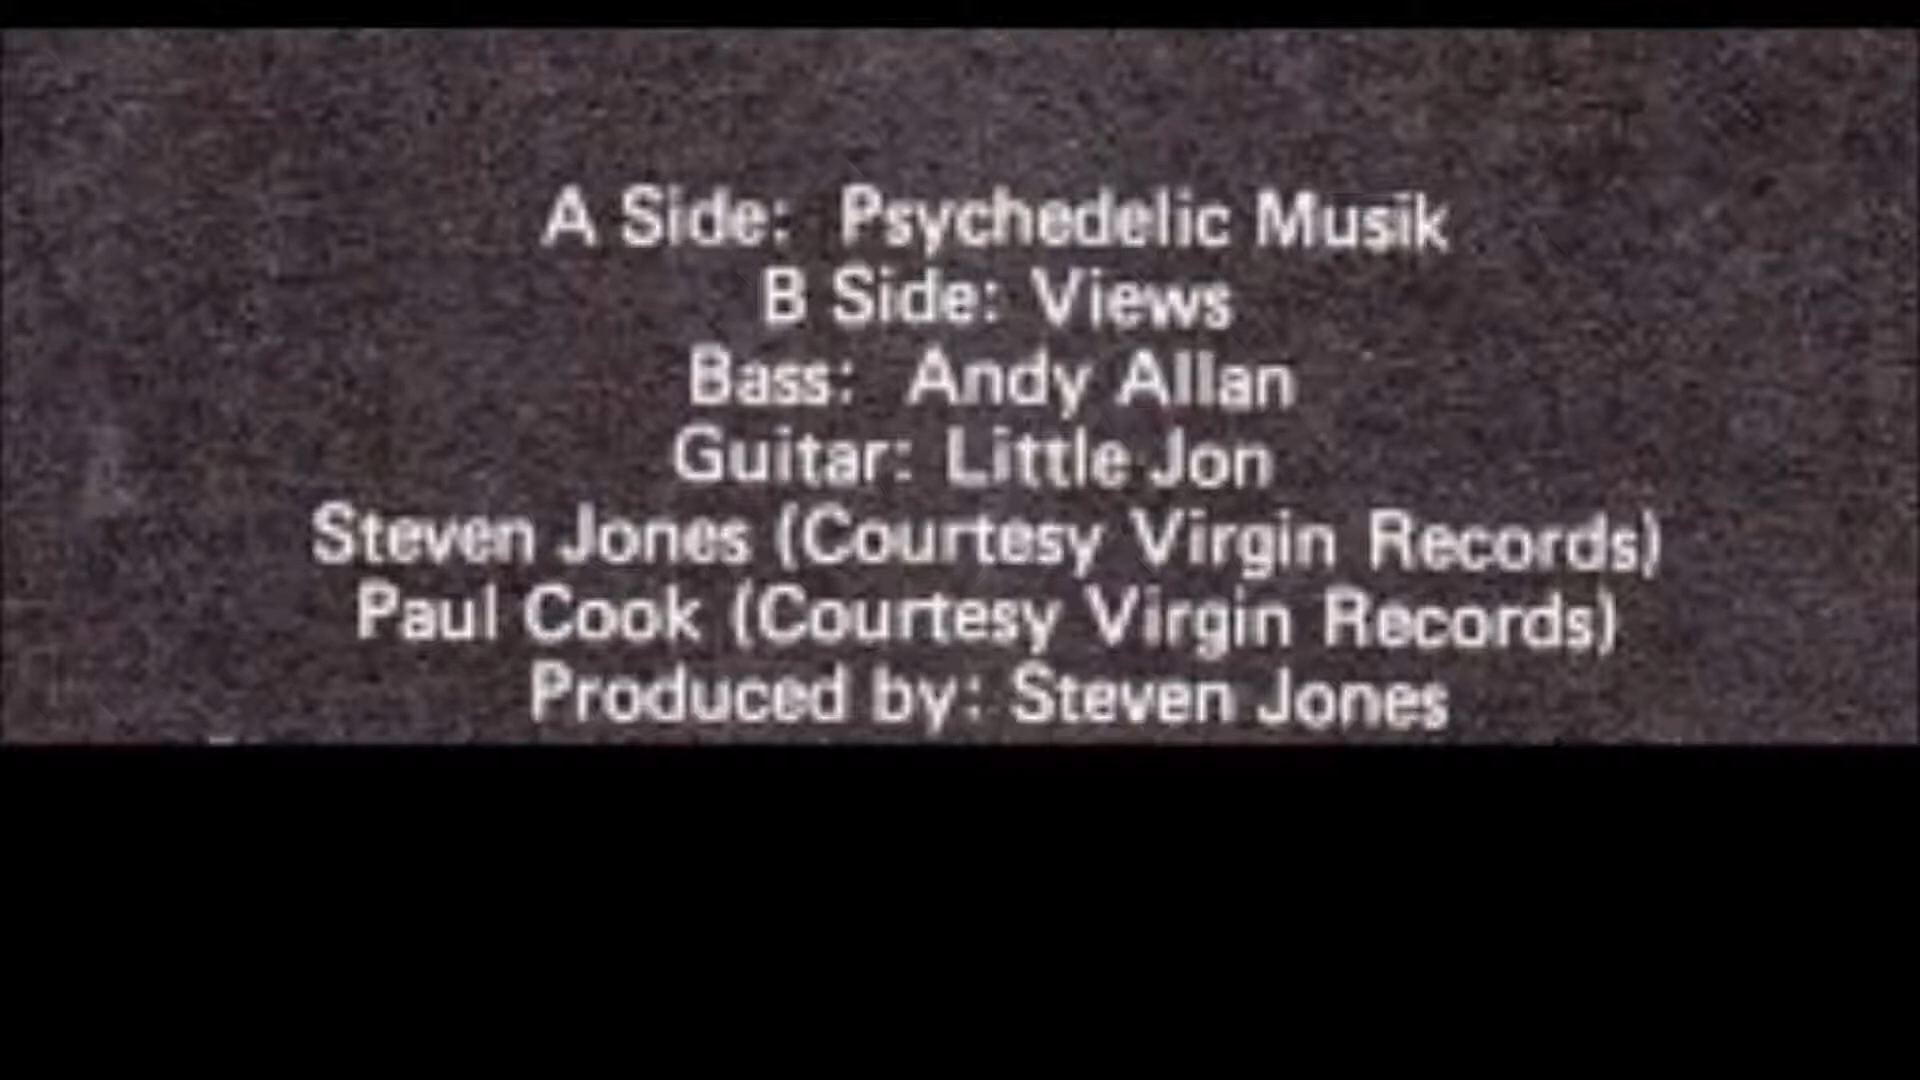 A Side: Psychedelic Musik
B Side: Views
Bass: Andy Allan
Guitar: Little Jon
Steven Jones (Courtesy Virgin Records)
Paul Cook (Courtesy Virgin Records)
Produced by: Steven Jones